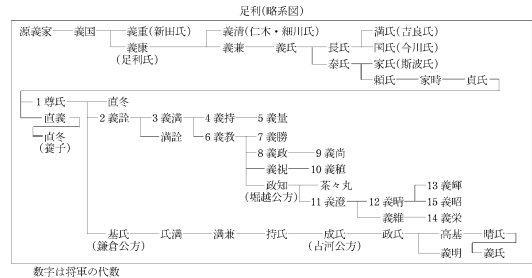 足利(略系図)
源義家 義国 義重(新田氏) 義清(仁木・細川氏) 満氏(吉良氏)
義康 義兼 義氏 長氏 国氏(今川氏)
(足利氏) 泰氏 家氏(斯波氏)
頼氏 家時 貞氏
1 尊氏 直冬
直義 2 義詮 3 義満 4 義持 5 義量
直冬 満詮 6 義教 7 義勝
(養子) 8 義政 9 義尚
義視 10 義稙
政知 茶々丸 13 義輝
(堀越公方) 11 義澄 12 義晴 15 義昭
義維 14 義栄
基氏 氏満 満兼 持氏 成氏 政氏 高基 晴氏
(鎌倉公方) (古河公方) 義明 義氏
数字は将軍の代数